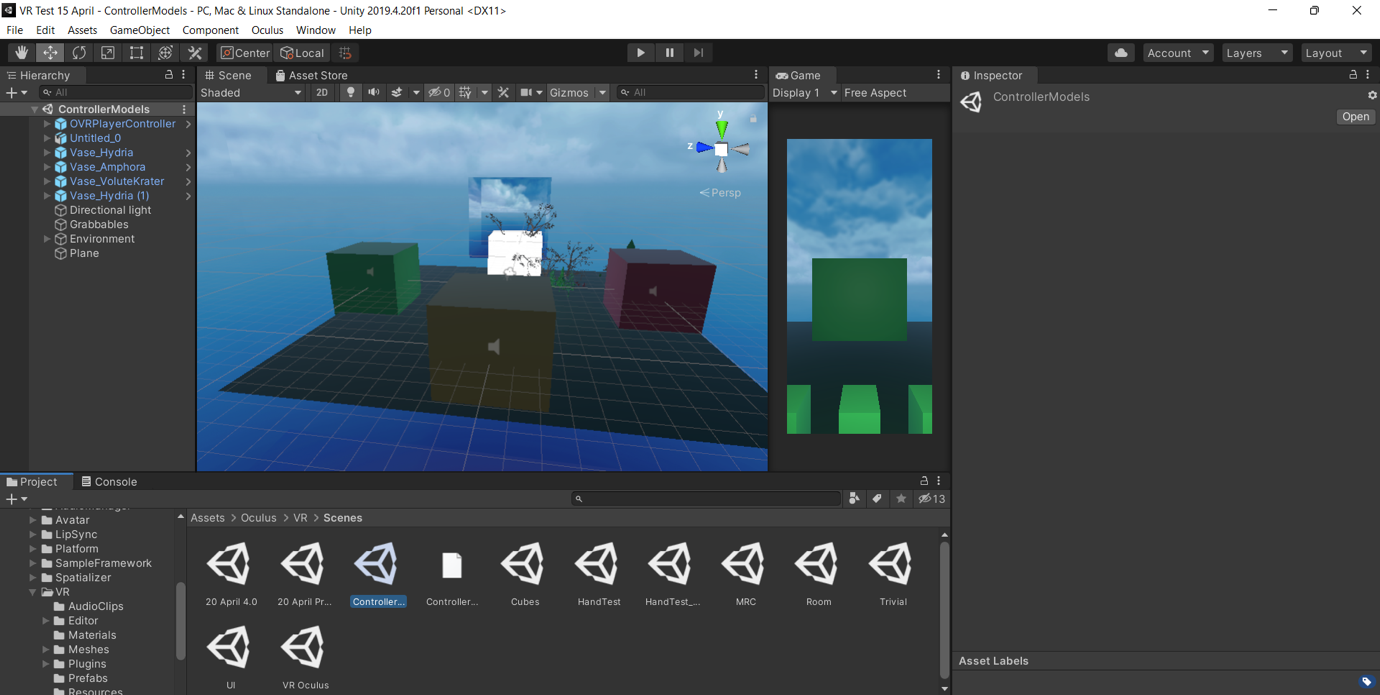 VR Test 15 April - ControllerModels - PC, Mac & Linux Standalone - Unity 2019.4.20f1 Personal <DX11>
File Edit Assets GameObject Component Oculus Window Help
Center Local Account Layers Layout
Hierarchy
All
ControllerModels
OVRPlayerController
Untitled_0
Vase_Hydria
Vase_Amphora
Vase_VoluteKrater
Vase_Hydria (1)
Directional light
Grabbables
Environment
Plane
Scene Asset Store
Shaded 2D 0 Gizmos All
y
z
Persp
Game
Display 1 Free Aspect
Inspector
ControllerModels
Open
Project Console
13
Avatar
LipSync
Platform
SampleFramework
Spatializer
VR
AudioClips
Editor
Materials
Meshes
Plugins
Prefabs
Resources
Assets > Oculus > VR > Scenes
20 April 4.0 20 April Pr... Controller... Controller... Cubes HandTest HandTest_... MRC Room Trivial
UI VR Oculus
Asset Labels